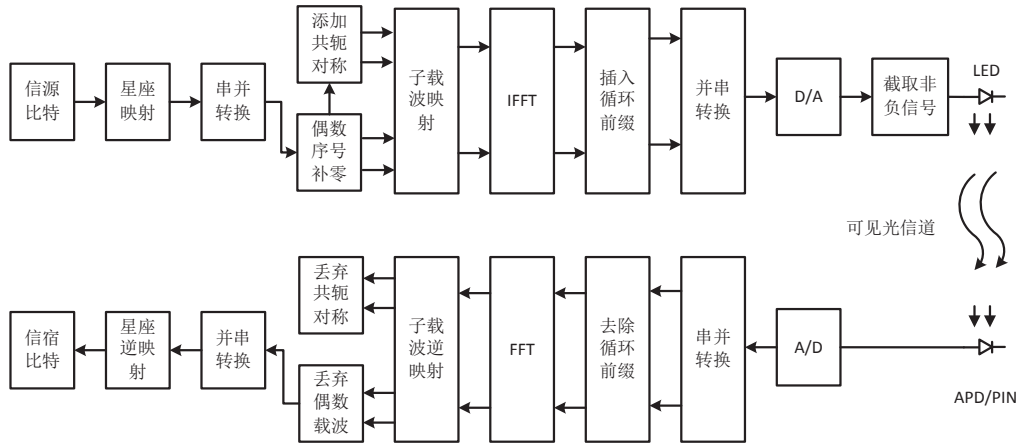 信源
比特
星座
映射
串并
转换
添加
共轭
对称
偶数
序号
补零
子载
波映
射
IFFT
插入
循环
前缀
并串
转换
D/A
截取非
负信号
LED
可见光信道
信宿
比特
星座
逆映
射
并串
转换
丢弃
共轭
对称
丢弃
偶数
载波
子载
波逆
映射
FFT
去除
循环
前缀
串并
转换
A/D
APD/PIN